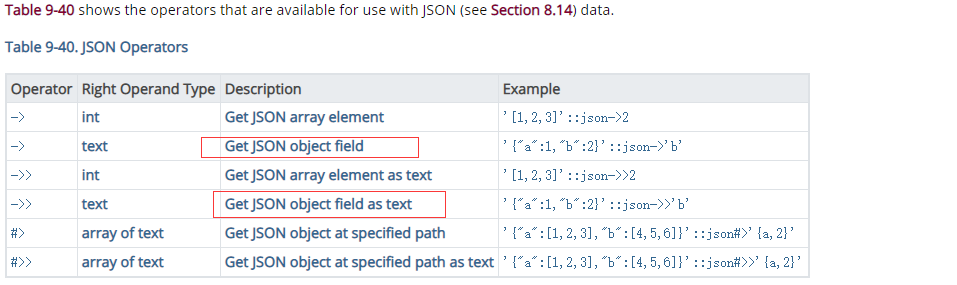 Table 9-40 shows the operators that are available for use with JSON (see Section 8.14) data.
Table 9-40. JSON Operators
Operator Right Operand Type Description Example
-> int Get JSON array element '[1,2,3]'::json->2
-> text Get JSON object field '{"a":1,"b":2}'::json->'b'
->> int Get JSON array element as text '[1,2,3]'::json->>2
->> text Get JSON object field as text '{"a":1,"b":2}'::json->>'b'
#> array of text Get JSON object at specified path '{"a":[1,2,3],"b":[4,5,6]}'::json#>'{a,2}'
#>> array of text Get JSON object at specified path as text '{"a":[1,2,3],"b":[4,5,6]}'::json#>>'{a,2}'